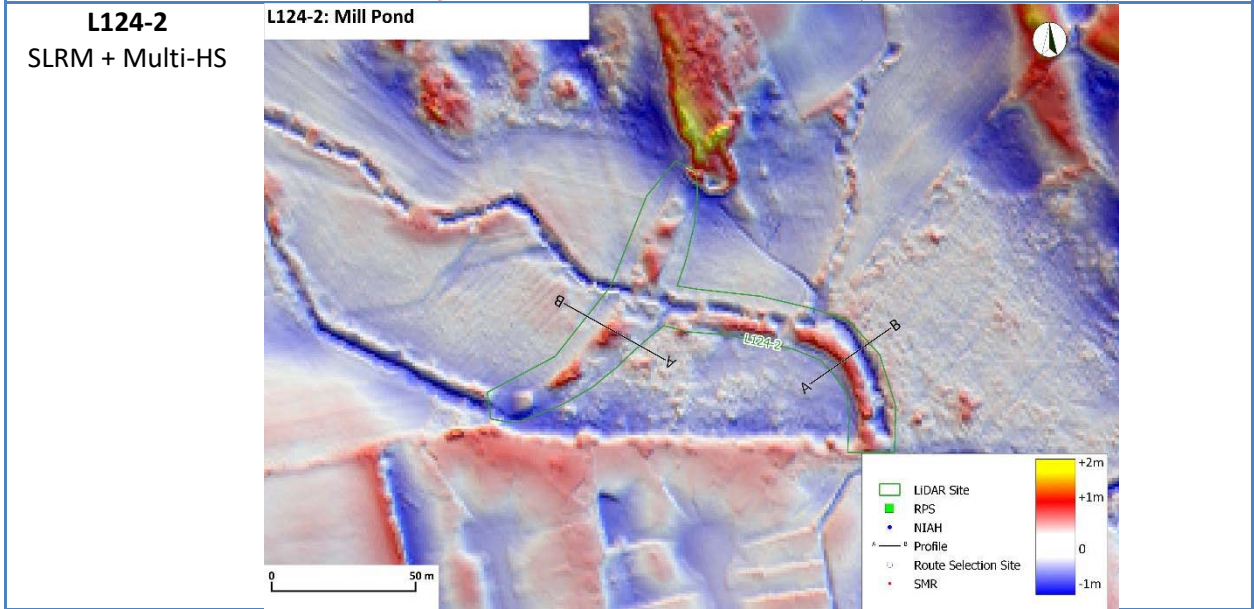 L124-2
SLRM + Multi-HS
L124-2: Mill Pond
B
A
L124-2
B
A
0 50 m
LiDAR Site
RPS
NIAH
A B Profile
Route Selection Site
SMR
+2m
+1m
0
-1m